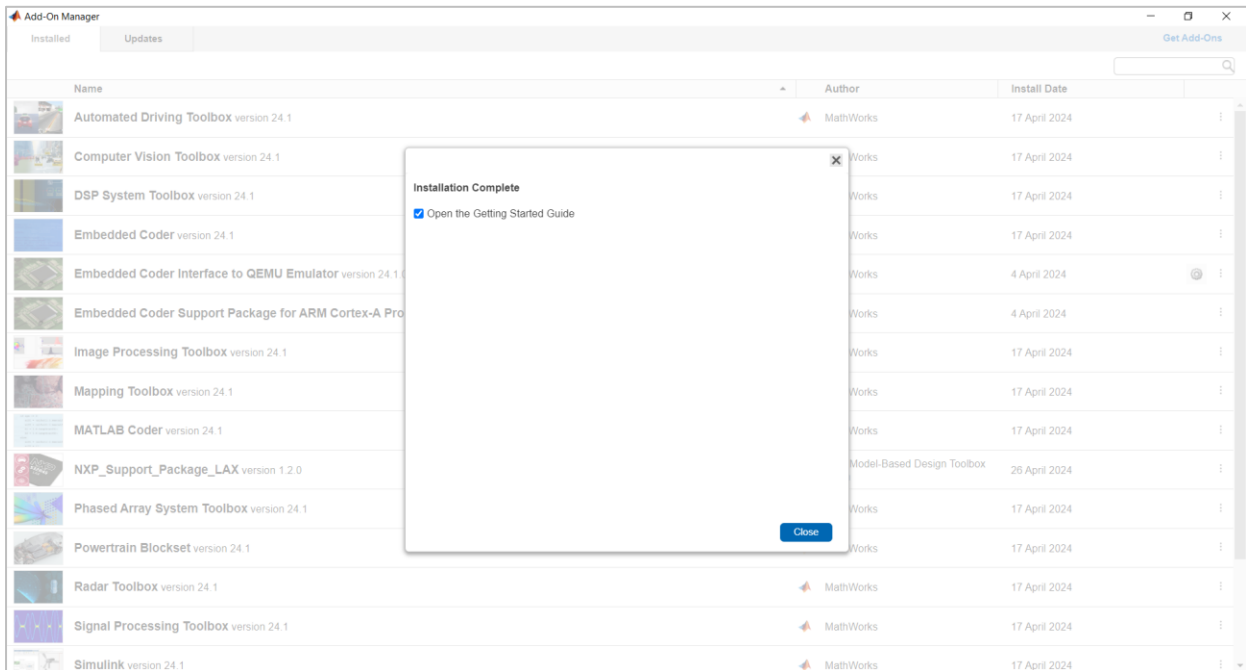 Add-On Manager
Installed Updates Get Add-Ons
Name Author Install Date
Automated Driving Toolbox version 24.1 MathWorks 17 April 2024
Computer Vision Toolbox version 24.1 Works 17 April 2024
DSP System Toolbox version 24.1 Works 17 April 2024
Installation Complete
Open the Getting Started Guide
Embedded Coder version 24.1 Works 17 April 2024
Embedded Coder Interface to QEMU Emulator version 24.1 Works 4 April 2024
Embedded Coder Support Package for ARM Cortex-A Pro Works 4 April 2024
Image Processing Toolbox version 24.1 Works 17 April 2024
Mapping Toolbox version 24.1 Works 17 April 2024
MATLAB Coder version 24.1 Works 17 April 2024
NXP_Support_Package_LAX version 1.2.0 Model-Based Design Toolbox 26 April 2024
Phased Array System Toolbox version 24.1 Works 17 April 2024
Close
Powertrain Blockset version 24.1 Works 17 April 2024
Radar Toolbox version 24.1 MathWorks 17 April 2024
Signal Processing Toolbox version 24.1 MathWorks 17 April 2024
Simulink version 24.1 MathWorks 17 April 2024